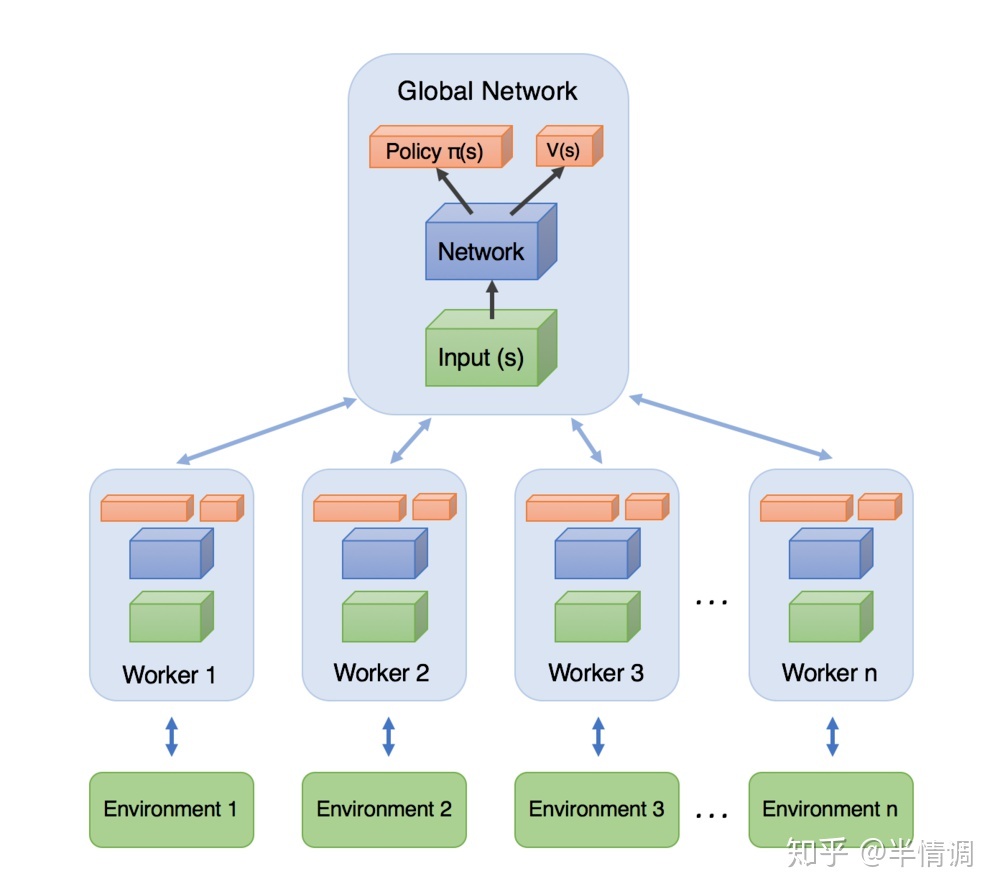 Global Network
Policy π(s)
V(s)
Network
Input (s)
Worker 1
Worker 2
Worker 3
...
Worker n
Environment 1
Environment 2
Environment 3
...
Environment n
知乎 @半情调